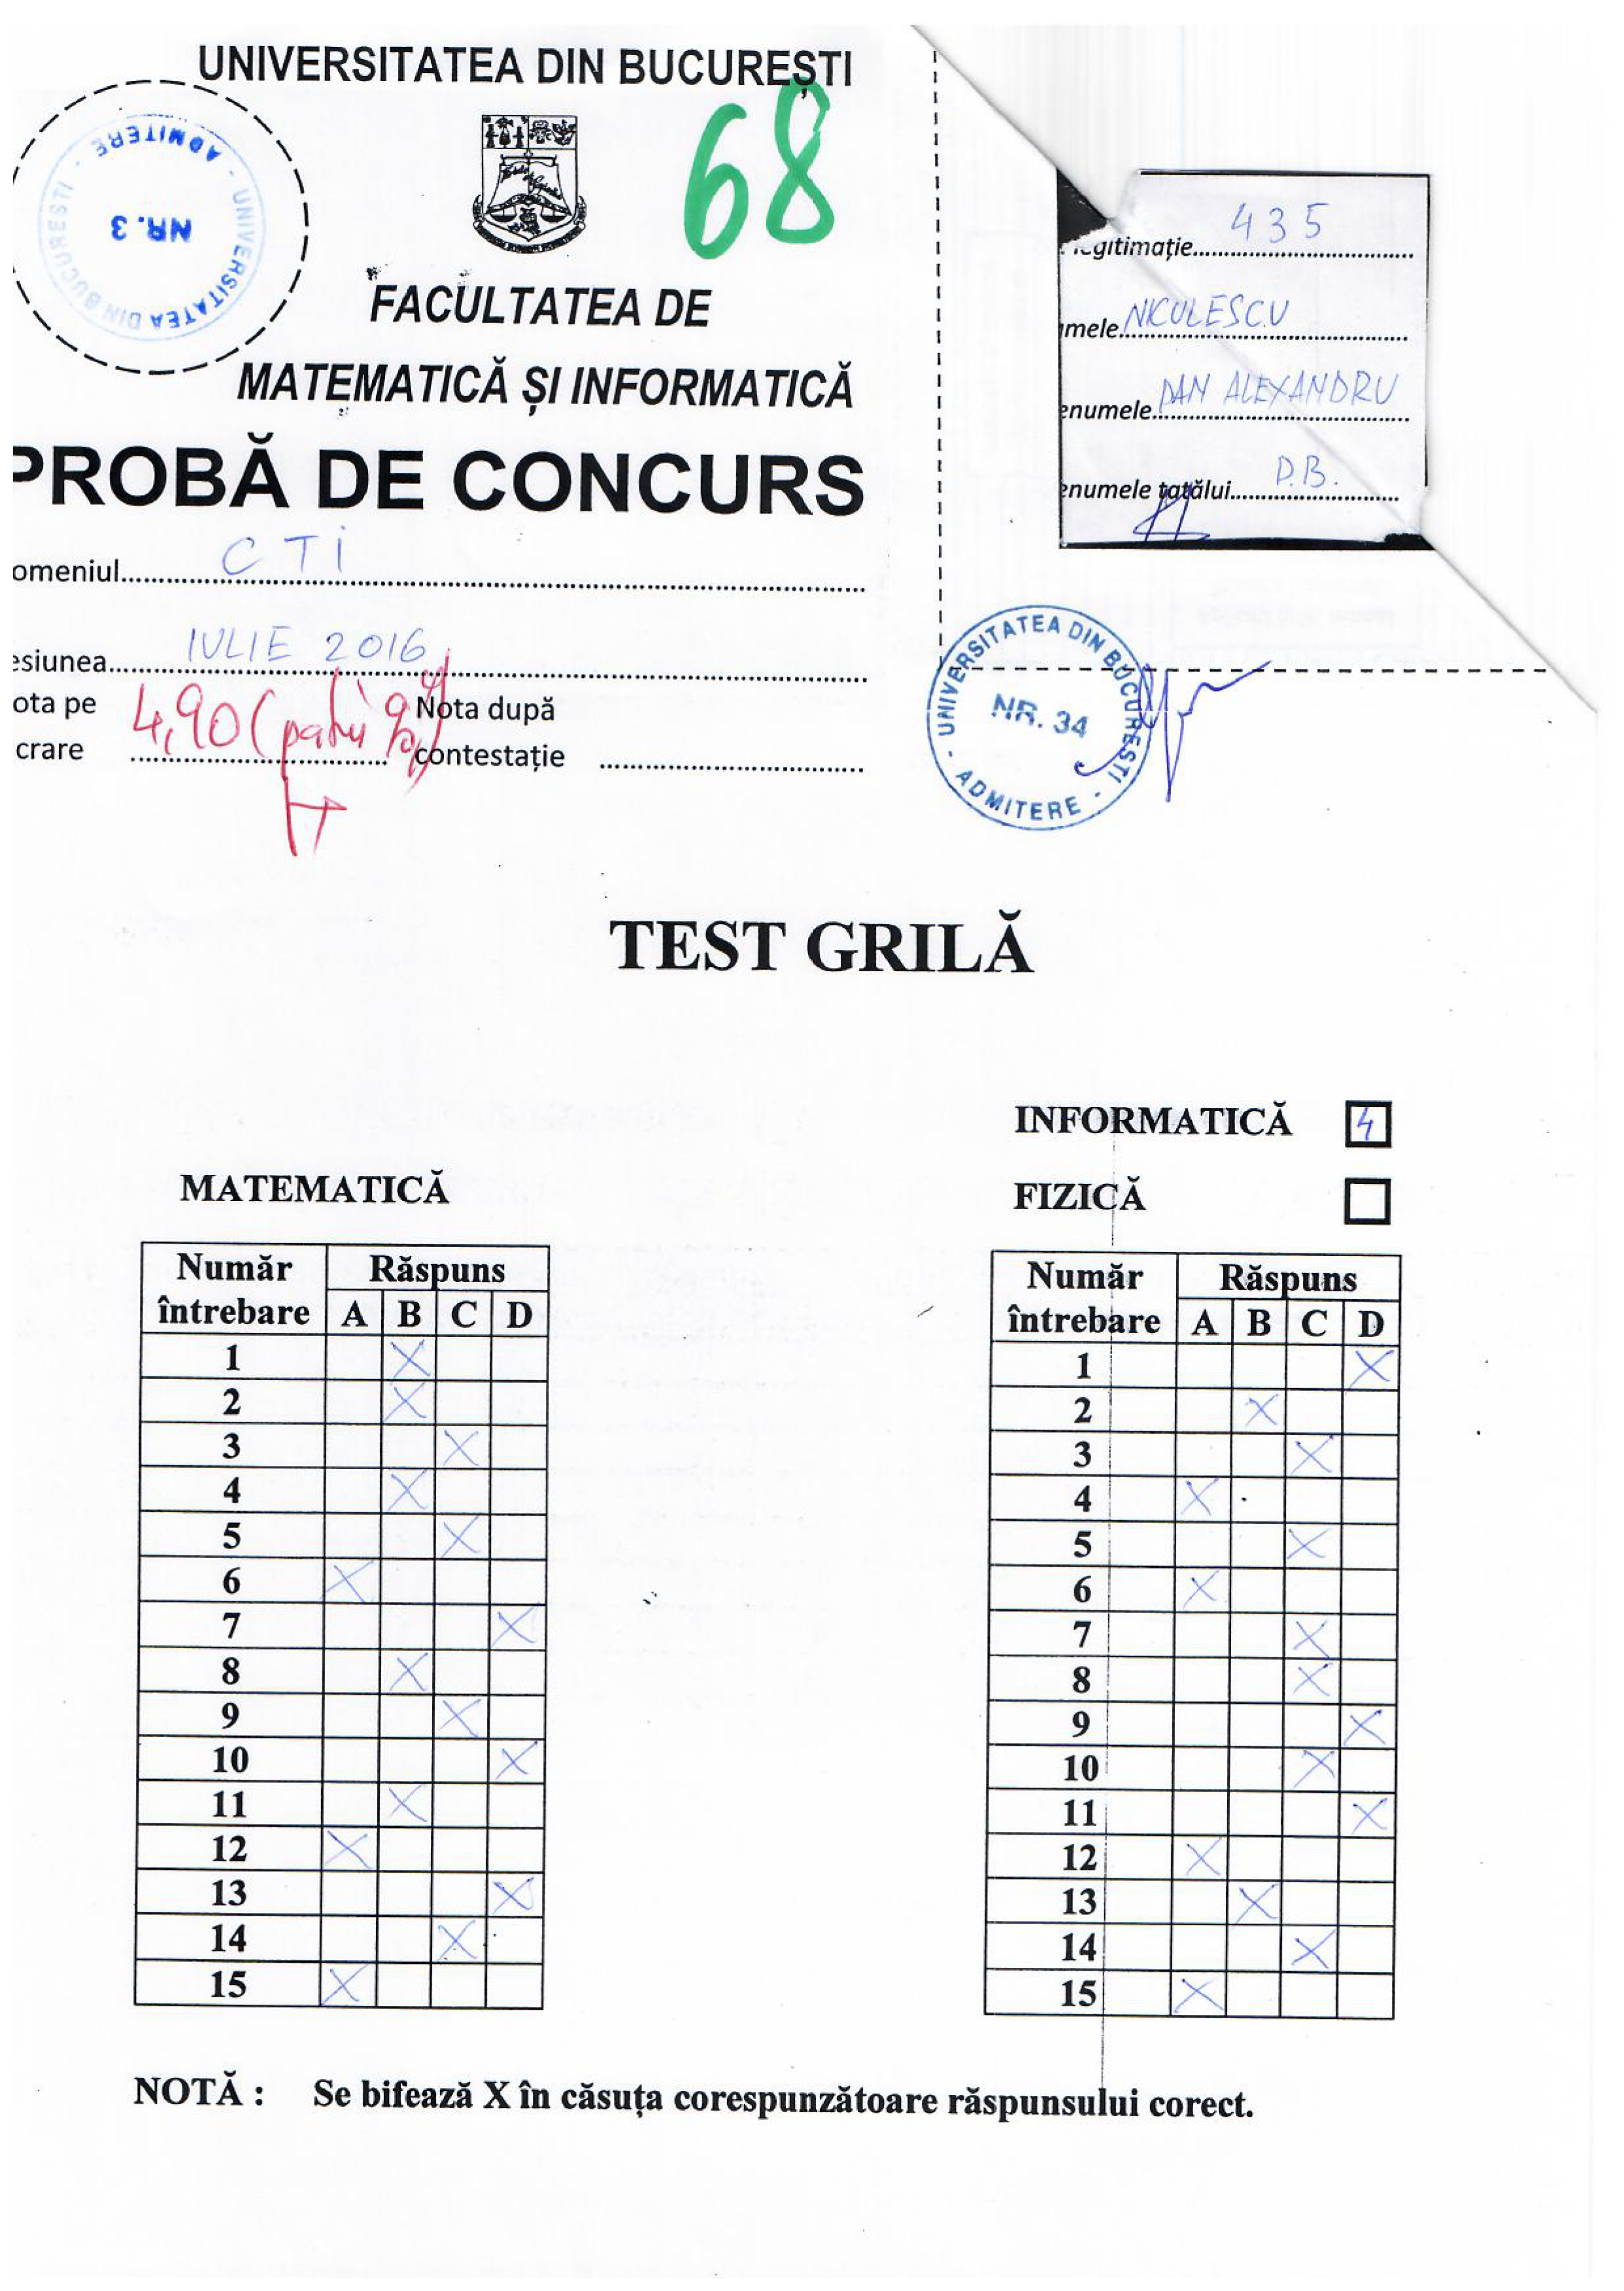 UNIVERSITATEA DIN BUCUREȘTI
68
UNIVERSITATEA DIN BUCURESTI - ADMITERE -
NR. 3
FACULTATEA DE
MATEMATICĂ ȘI INFORMATICĂ
PROBĂ DE CONCURS
omeniul CTI
esiunea IULIE 2016
ota pe
crare 4,90 (patru
Nota după
contestație
egitimație 435
mele NICULESCU
enumele DAN ALEXANDRU
enumele tatălui D.B.
UNIVERSITATEA DIN BUCURESTI - ADMITERE -
NR. 34
TEST GRILĂ
INFORMATICĂ 4
FIZICĂ
MATEMATICĂ
Număr întrebare Răspuns
A B C D
1 X
2 X
3 X
4 X
5 X
6 X
7 X
8 X
9 X
10 X
11 X
12 X
13 X
14 X
15 X
Număr întrebare Răspuns
A B C D
1 X
2 X
3 X
4 X
5 X
6 X
7 X
8 X
9 X
10 X
11 X
12 X
13 X
14 X
15 X
NOTĂ : Se bifează X în căsuța corespunzătoare răspunsului corect.